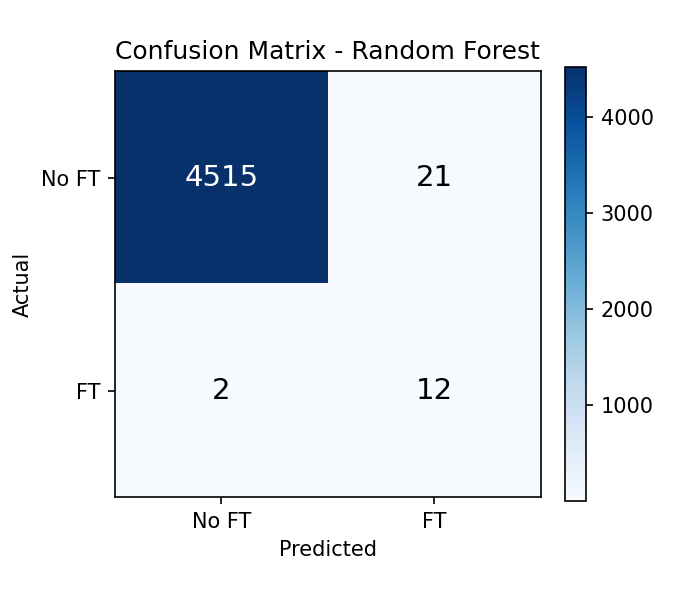 Confusion Matrix - Random Forest
4000
3000
2000
1000
No FT
4515
21
Actual
FT
2
12
No FT
FT
Predicted